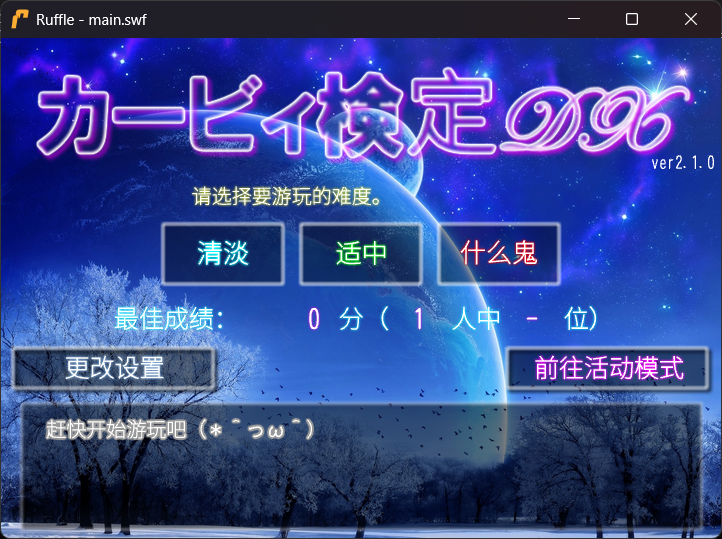 Ruffle - main.swf
カービィ検定DX
ver2.1.0
请选择要游玩的难度。
清淡 适中 什么鬼
最佳成绩： 0 分（ 1 人中 - 位）
更改设置 前往活动模式
赶快开始游玩吧（*＾っω＾）